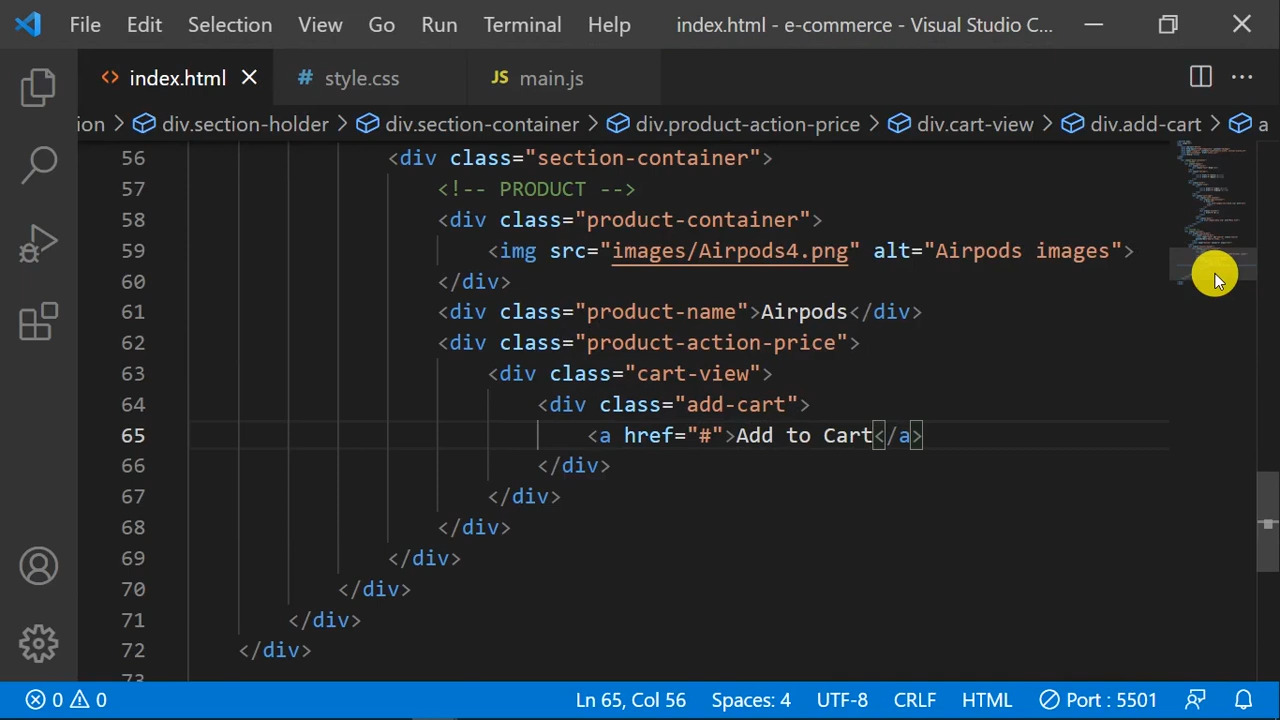 File Edit Selection View Go Run Terminal Help index.html - e-commerce - Visual Studio C...
<> index.html # style.css JS main.js
ion > div.section-holder > div.section-container > div.product-action-price > div.cart-view > div.add-cart > a
56 <div class="section-container">
57 <!-- PRODUCT -->
58 <div class="product-container">
59 <img src="images/Airpods4.png" alt="Airpods images">
60 </div>
61 <div class="product-name">Airpods</div>
62 <div class="product-action-price">
63 <div class="cart-view">
64 <div class="add-cart">
65 <a href="#">Add to Cart</a>
66 </div>
67 </div>
68 </div>
69 </div>
70 </div>
71 </div>
72 </div>
73
0 0 Ln 65, Col 56 Spaces: 4 UTF-8 CRLF HTML Port : 5501